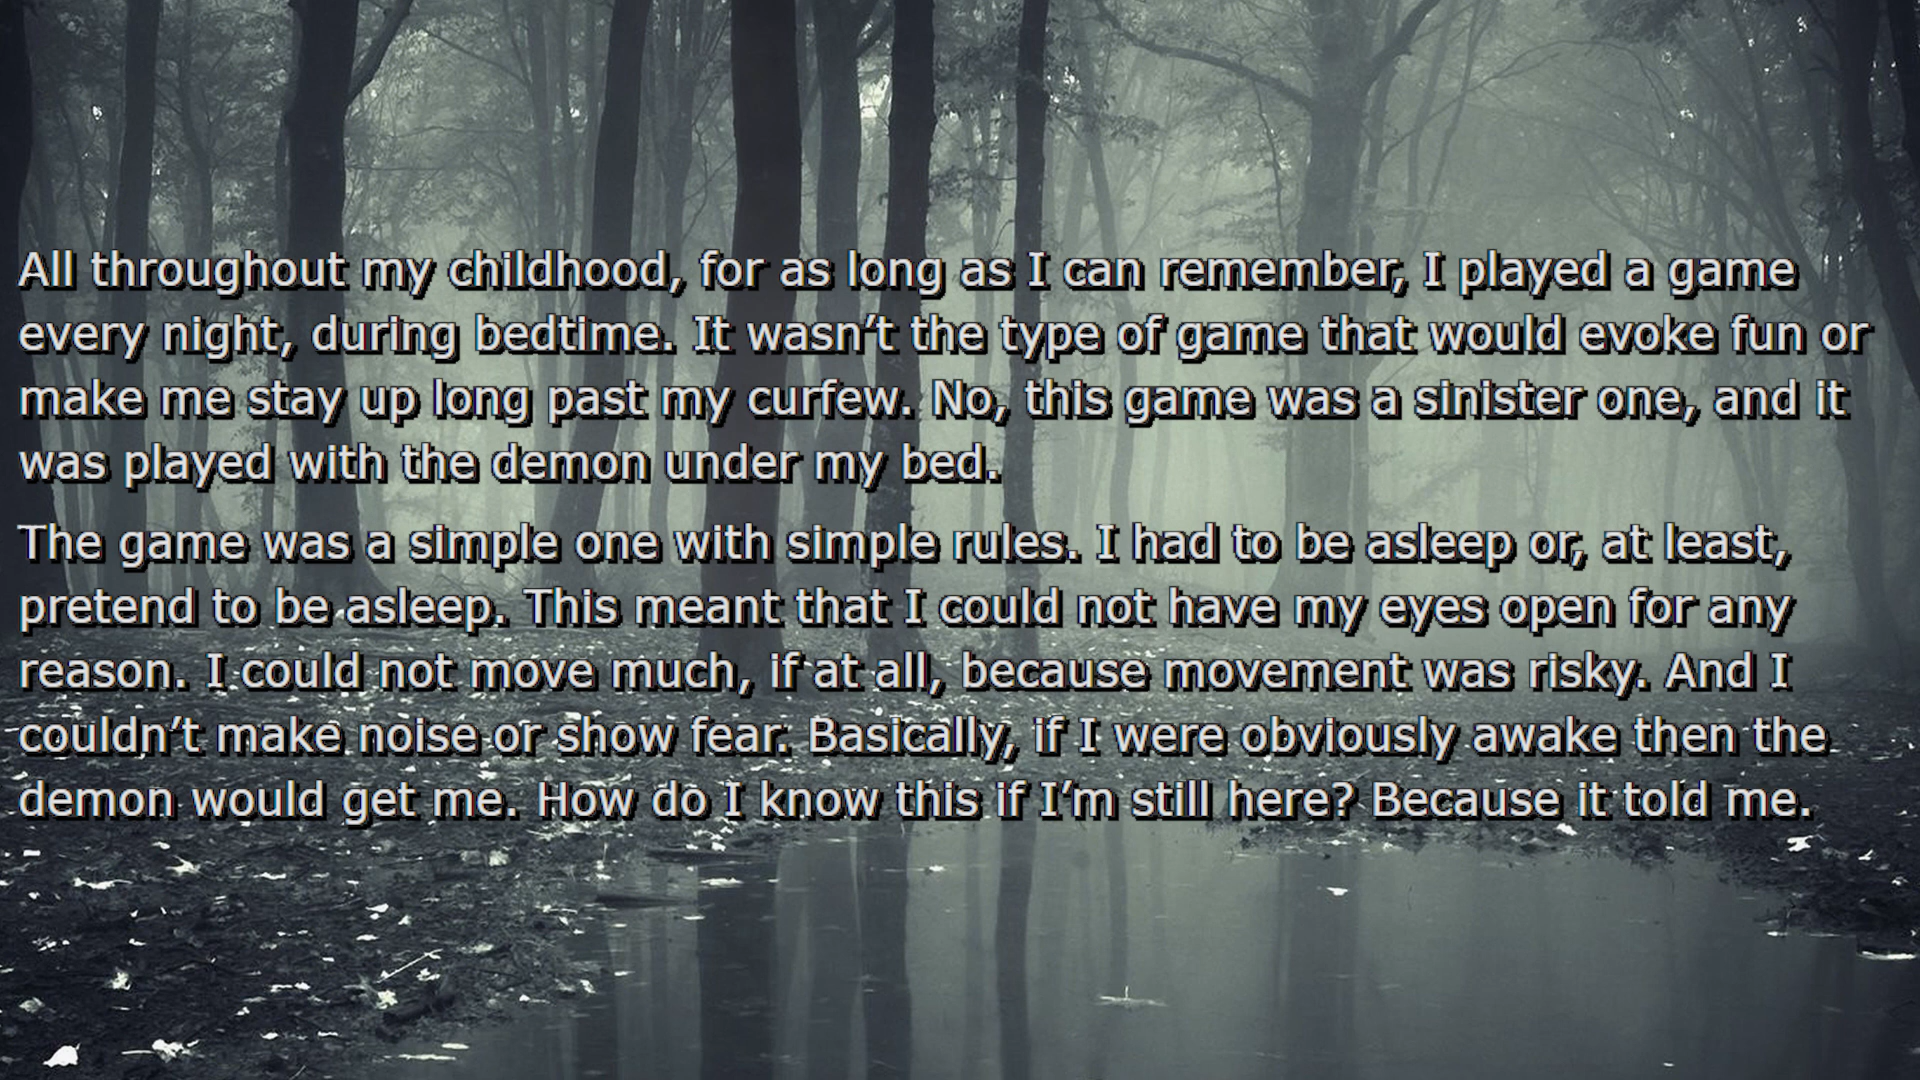 All throughout my childhood, for as long as I can remember, I played a game
every night, during bedtime. It wasn’t the type of game that would evoke fun or
make me stay up long past my curfew. No, this game was a sinister one, and it
was played with the demon under my bed.
The game was a simple one with simple rules. I had to be asleep or, at least,
pretend to be asleep. This meant that I could not have my eyes open for any
reason. I could not move much, if at all, because movement was risky. And I
couldn’t make noise or show fear. Basically, if I were obviously awake then the
demon would get me. How do I know this if I’m still here? Because it told me.